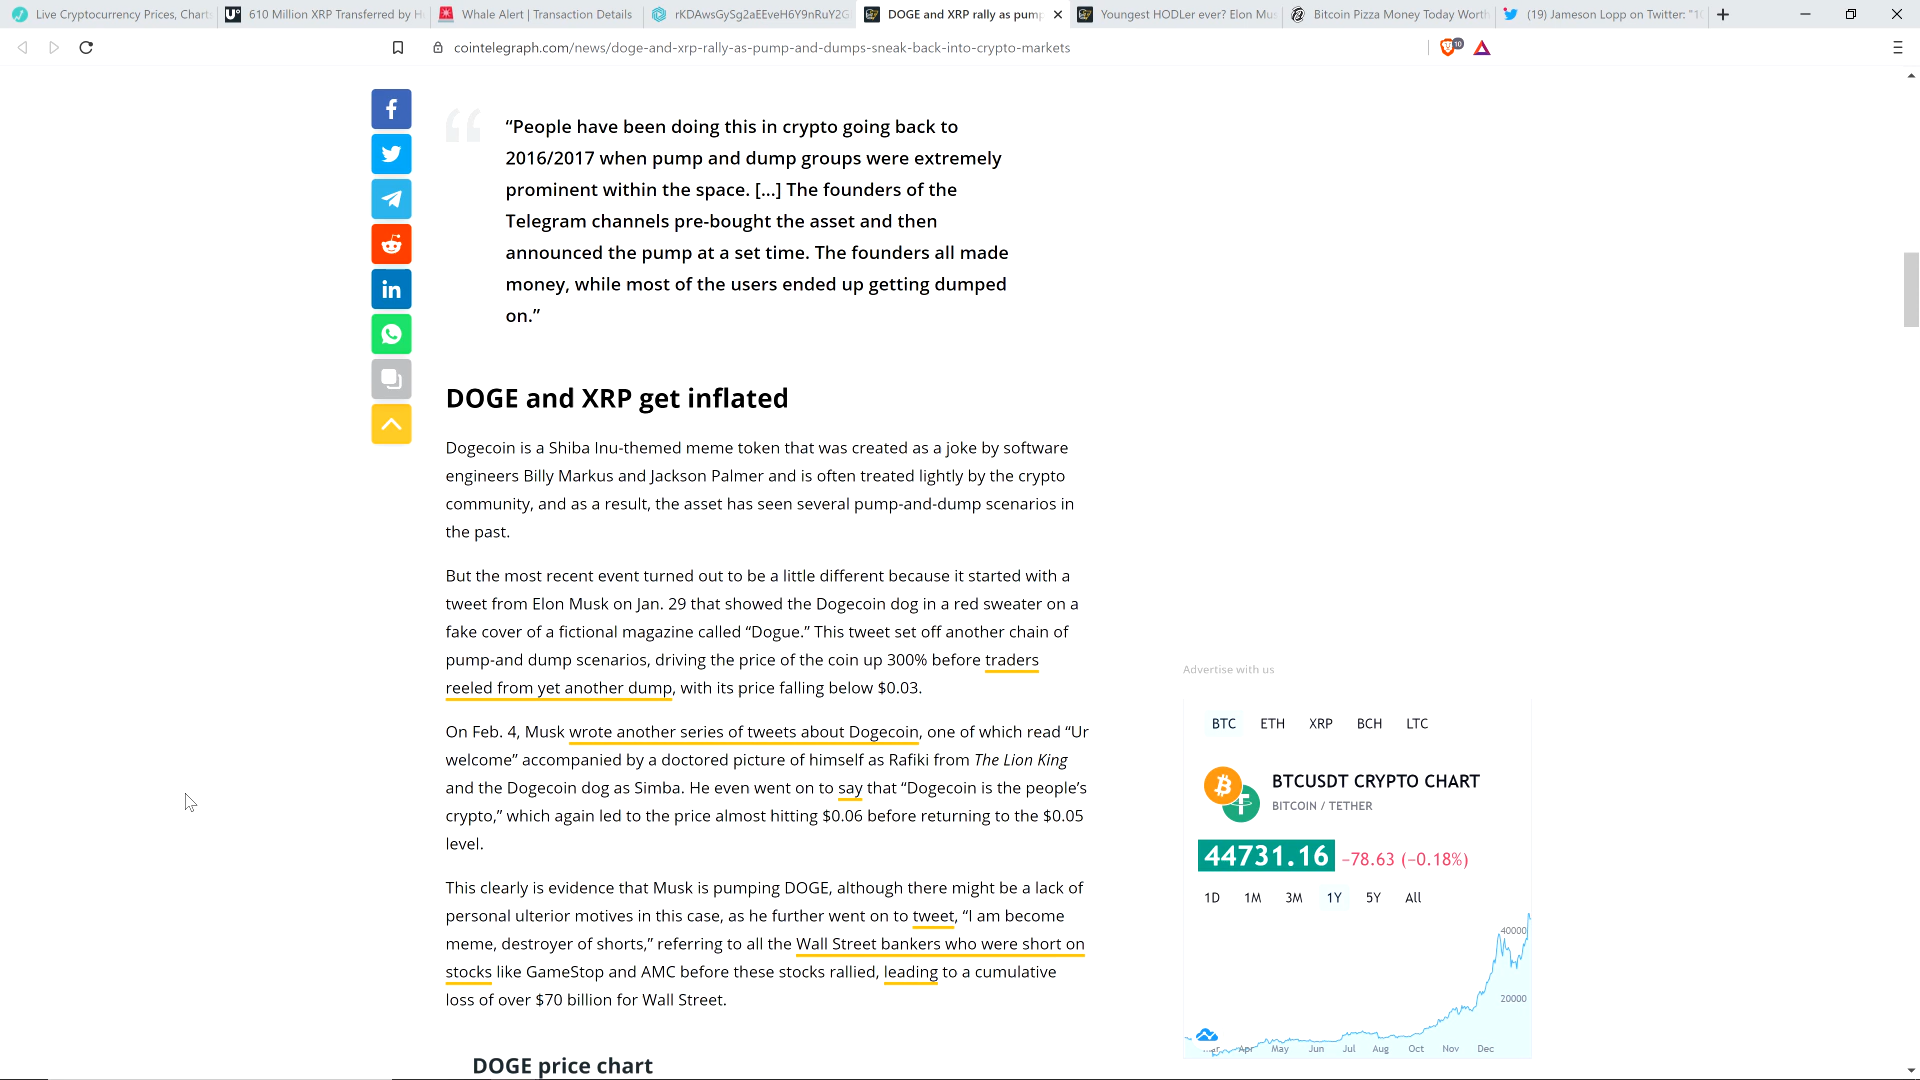 Live Cryptocurrency Prices, Charts
610 Million XRP Transferred by H
Whale Alert | Transaction Details
rKDAwsGySg2aEEveH6Y9nRuY2G
DOGE and XRP rally as pump
Youngest HODLer ever? Elon Mus
Bitcoin Pizza Money Today Worth
(19) Jameson Lopp on Twitter: "1
cointelegraph.com/news/doge-and-xrp-rally-as-pump-and-dumps-sneak-back-into-crypto-markets
10
“People have been doing this in crypto going back to
2016/2017 when pump and dump groups were extremely
prominent within the space. [...] The founders of the
Telegram channels pre-bought the asset and then
announced the pump at a set time. The founders all made
money, while most of the users ended up getting dumped
on.”
DOGE and XRP get inflated
Dogecoin is a Shiba Inu-themed meme token that was created as a joke by software
engineers Billy Markus and Jackson Palmer and is often treated lightly by the crypto
community, and as a result, the asset has seen several pump-and-dump scenarios in
the past.
But the most recent event turned out to be a little different because it started with a
tweet from Elon Musk on Jan. 29 that showed the Dogecoin dog in a red sweater on a
fake cover of a fictional magazine called “Dogue.” This tweet set off another chain of
pump-and dump scenarios, driving the price of the coin up 300% before traders
reeled from yet another dump, with its price falling below $0.03.
On Feb. 4, Musk wrote another series of tweets about Dogecoin, one of which read “Ur
welcome” accompanied by a doctored picture of himself as Rafiki from The Lion King
and the Dogecoin dog as Simba. He even went on to say that “Dogecoin is the people’s
crypto,” which again led to the price almost hitting $0.06 before returning to the $0.05
level.
This clearly is evidence that Musk is pumping DOGE, although there might be a lack of
personal ulterior motives in this case, as he further went on to tweet, “I am become
meme, destroyer of shorts,” referring to all the Wall Street bankers who were short on
stocks like GameStop and AMC before these stocks rallied, leading to a cumulative
loss of over $70 billion for Wall Street.
DOGE price chart
Advertise with us
BTC ETH XRP BCH LTC
BTCUSDT CRYPTO CHART
BITCOIN / TETHER
44731.16 −78.63 (−0.18%)
1D 1M 3M 1Y 5Y All
40000
20000
Apr May Jun Jul Aug Oct Nov Dec